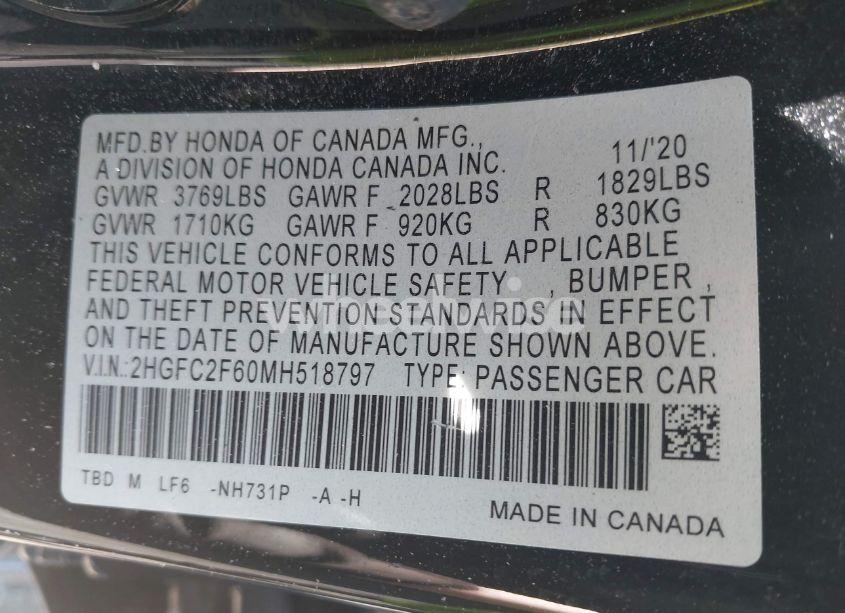 MFD.BY HONDA OF CANADA MFG.,
A DIVISION OF HONDA CANADA INC. 11/'20
GVWR 3769LBS GAWR F 2028LBS R 1829LBS
GVWR 1710KG GAWR F 920KG R 830KG
THIS VEHICLE CONFORMS TO ALL APPLICABLE
FEDERAL MOTOR VEHICLE SAFETY , BUMPER ,
AND THEFT PREVENTION STANDARDS IN EFFECT
wheelwise
ON THE DATE OF MANUFACTURE SHOWN ABOVE.
V.I.N.:2HGFC2F60MH518797 TYPE: PASSENGER CAR
TBD M LF6 -NH731P -A -H
MADE IN CANADA